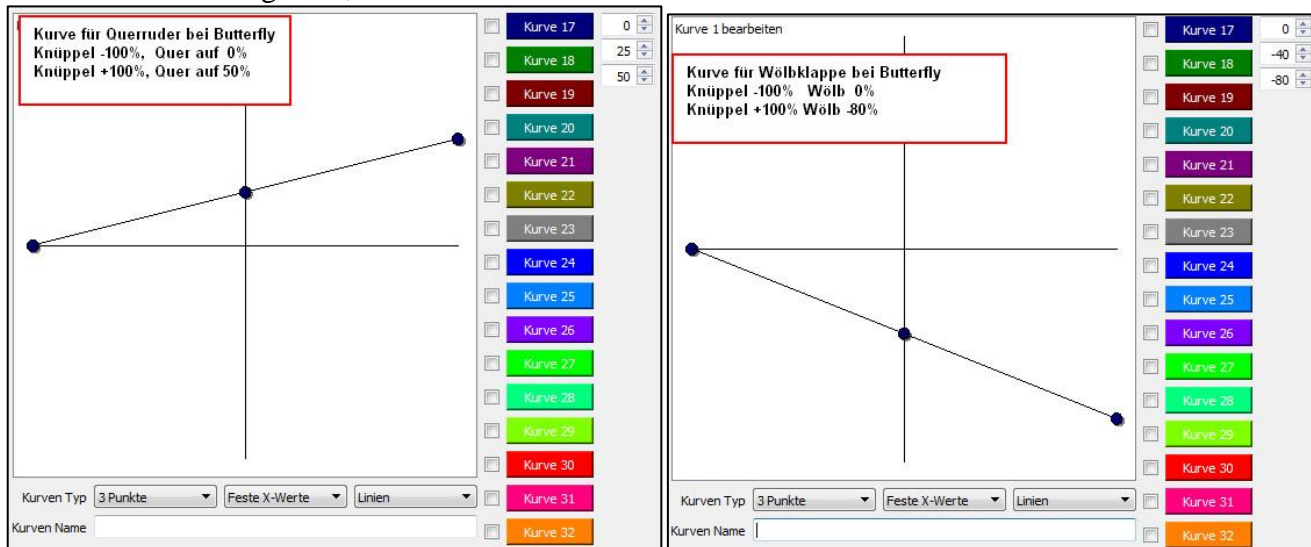 Kurve für Querruder bei Butterfly
Knüppel -100%, Quer auf 0%
Knüppel +100%, Quer auf 50%
Kurve 17
0
Kurve 18
25
50
Kurve 19
Kurve 20
Kurve 21
Kurve 22
Kurve 23
Kurve 24
Kurve 25
Kurve 26
Kurve 27
Kurve 28
Kurve 29
Kurve 30
Kurve 31
Kurve 32
Kurven Typ 3 Punkte Feste X-Werte Linien
Kurven Name
Kurve 1 bearbeiten
Kurve für Wölbklappe bei Butterfly
Knüppel -100% Wölb 0%
Knüppel +100% Wölb -80%
Kurve 17
0
Kurve 18
-40
-80
Kurve 19
Kurve 20
Kurve 21
Kurve 22
Kurve 23
Kurve 24
Kurve 25
Kurve 26
Kurve 27
Kurve 28
Kurve 29
Kurve 30
Kurve 31
Kurve 32
Kurven Typ 3 Punkte Feste X-Werte Linien
Kurven Name